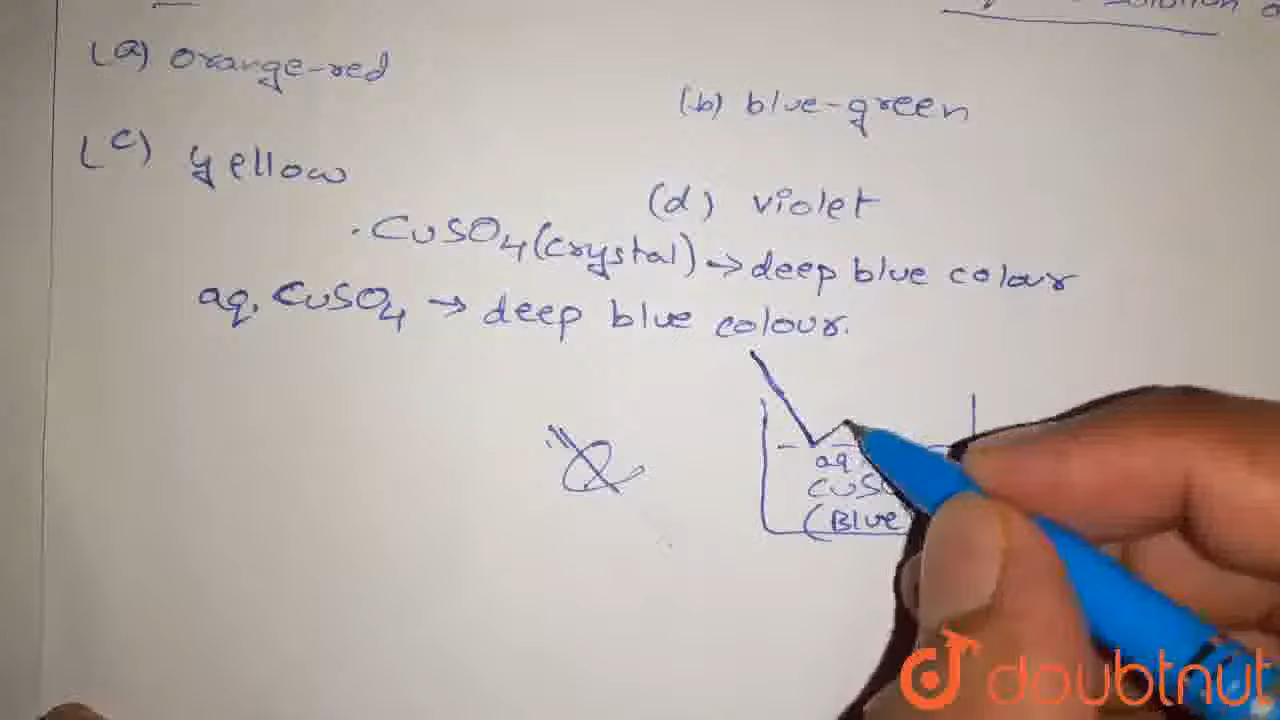 solution
(a) orange-red
(b) blue-green
(c) yellow
(d) violet
CuSO4(crystal)→deep blue colour
aq. CuSO4 → deep blue colour.
aq
CuSO
(Blue
doubtnut